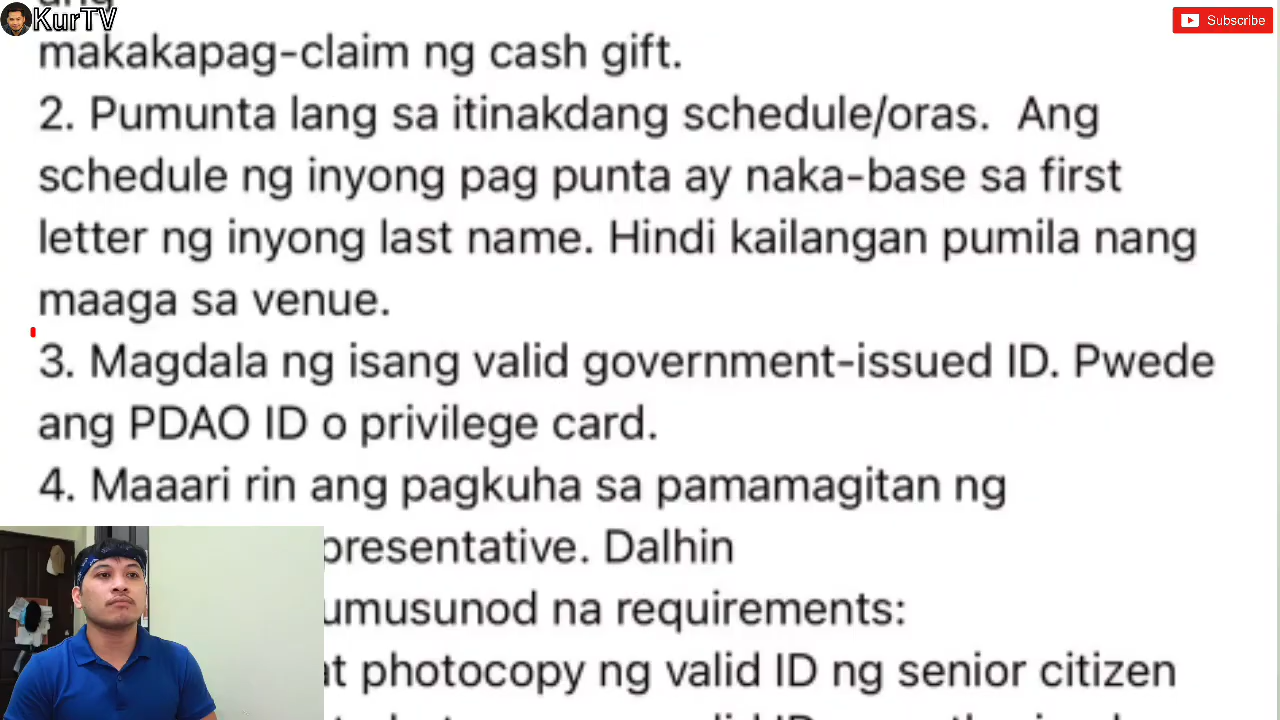 KurTV
Subscribe
makakapag-claim ng cash gift.
2. Pumunta lang sa itinakdang schedule/oras. Ang
schedule ng inyong pag punta ay naka-base sa first
letter ng inyong last name. Hindi kailangan pumila nang
maaga sa venue.
3. Magdala ng isang valid government-issued ID. Pwede
ang PDAO ID o privilege card.
4. Maaari rin ang pagkuha sa pamamagitan ng
presentative. Dalhin
umusunod na requirements:
at photocopy ng valid ID ng senior citizen